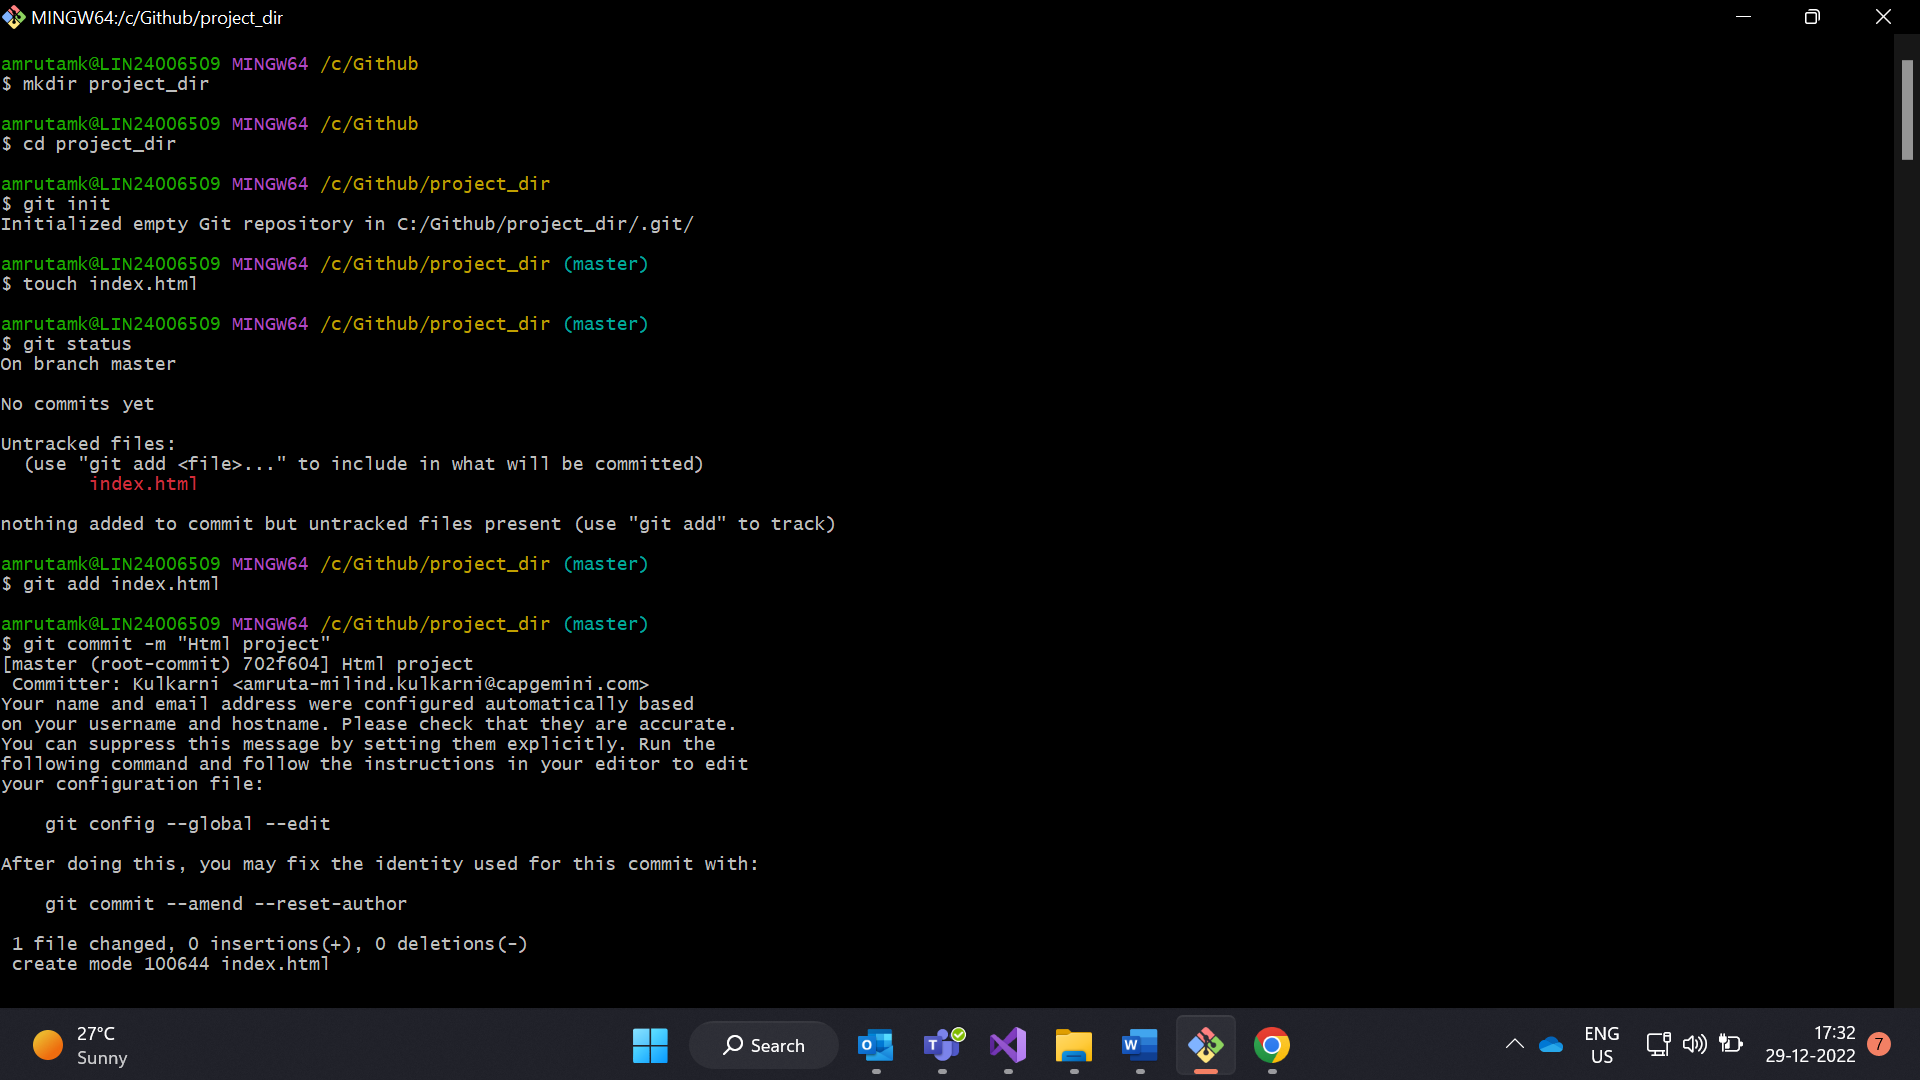 MINGW64:/c/Github/project_dir
amrutamk@LIN24006509 MINGW64 /c/Github
$ mkdir project_dir
amrutamk@LIN24006509 MINGW64 /c/Github
$ cd project_dir
amrutamk@LIN24006509 MINGW64 /c/Github/project_dir
$ git init
Initialized empty Git repository in C:/Github/project_dir/.git/
amrutamk@LIN24006509 MINGW64 /c/Github/project_dir (master)
$ touch index.html
amrutamk@LIN24006509 MINGW64 /c/Github/project_dir (master)
$ git status
On branch master
No commits yet
Untracked files:
  (use "git add <file>..." to include in what will be committed)
        index.html
nothing added to commit but untracked files present (use "git add" to track)
amrutamk@LIN24006509 MINGW64 /c/Github/project_dir (master)
$ git add index.html
amrutamk@LIN24006509 MINGW64 /c/Github/project_dir (master)
$ git commit -m "Html project"
[master (root-commit) 702f604] Html project
 Committer: Kulkarni <amruta-milind.kulkarni@capgemini.com>
Your name and email address were configured automatically based
on your username and hostname. Please check that they are accurate.
You can suppress this message by setting them explicitly. Run the
following command and follow the instructions in your editor to edit
your configuration file:
    git config --global --edit
After doing this, you may fix the identity used for this commit with:
    git commit --amend --reset-author
 1 file changed, 0 insertions(+), 0 deletions(-)
 create mode 100644 index.html
27°C
Sunny
Search
ENG
US
17:32
29-12-2022
7